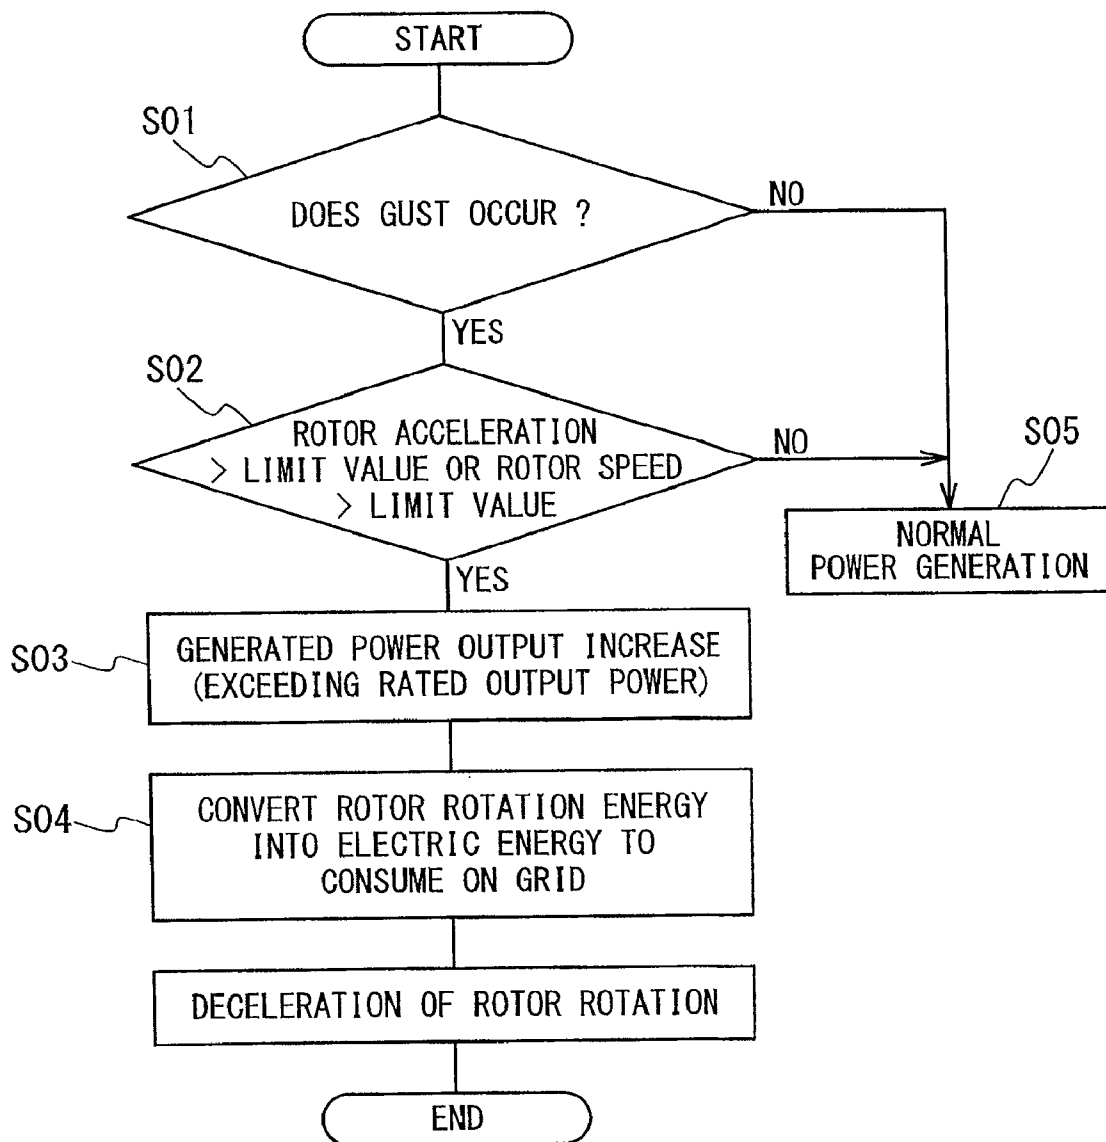 START
S01
DOES GUST OCCUR ?
NO
YES
S02
ROTOR ACCELERATION
> LIMIT VALUE OR ROTOR SPEED
> LIMIT VALUE
NO
YES
S05
NORMAL
POWER GENERATION
S03
GENERATED POWER OUTPUT INCREASE
(EXCEEDING RATED OUTPUT POWER)
S04
CONVERT ROTOR ROTATION ENERGY
INTO ELECTRIC ENERGY TO
CONSUME ON GRID
DECELERATION OF ROTOR ROTATION
END